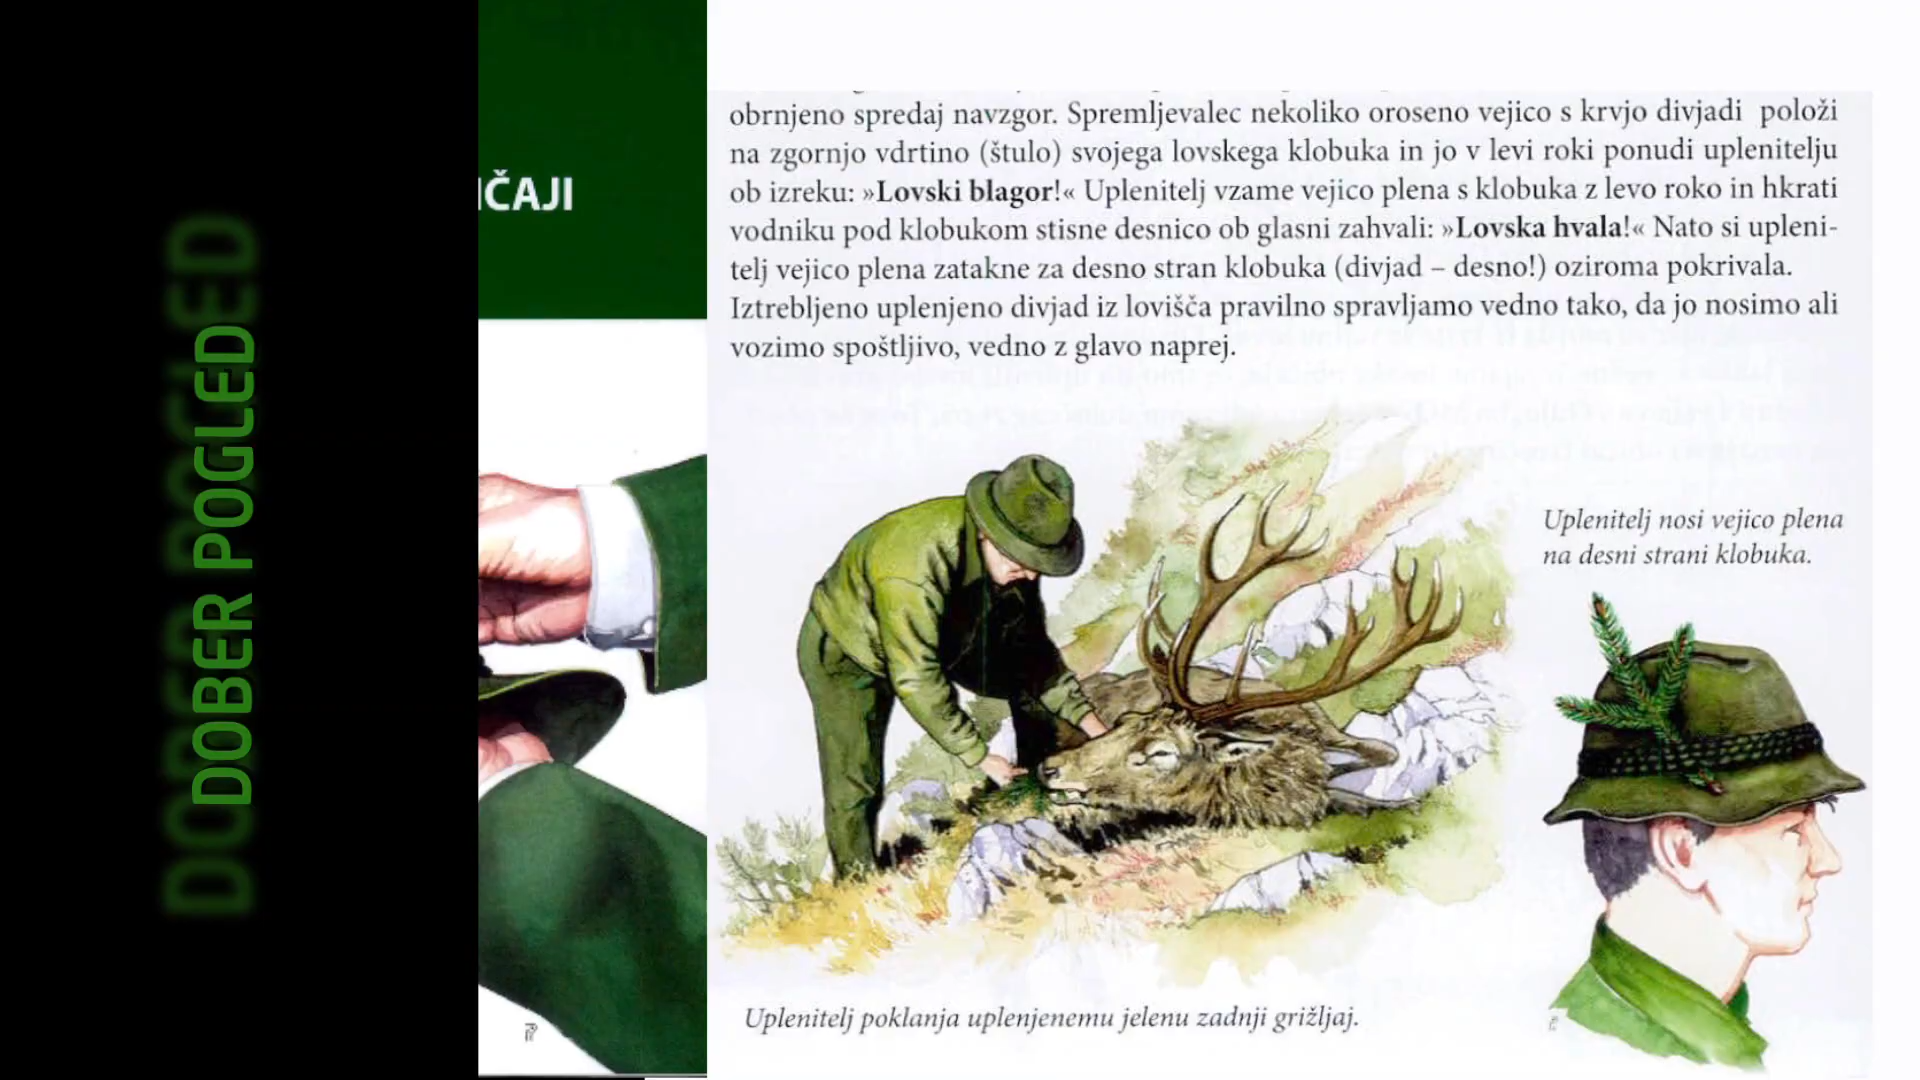 DOBER POGLED
IČAJI
obrnjeno spredaj navzgor. Spremljevalec nekoliko oroseno vejico s krvjo divjadi položi
na zgornjo vdrtino (štulo) svojega lovskega klobuka in jo v levi roki ponudi uplenitelju
ob izreku: »Lovski blagor!« Uplenitelj vzame vejico plena s klobuka z levo roko in hkrati
vodniku pod klobukom stisne desnico ob glasni zahvali: »Lovska hvala!« Nato si upleni-
telj vejico plena zatakne za desno stran klobuka (divjad – desno!) oziroma pokrivala.
Iztrebljeno uplenjeno divjad iz lovišča pravilno spravljamo vedno tako, da jo nosimo ali
vozimo spoštljivo, vedno z glavo naprej.
Uplenitelj nosi vejico plena
na desni strani klobuka.
Uplenitelj poklanja uplenjenemu jelenu zadnji grižljaj.